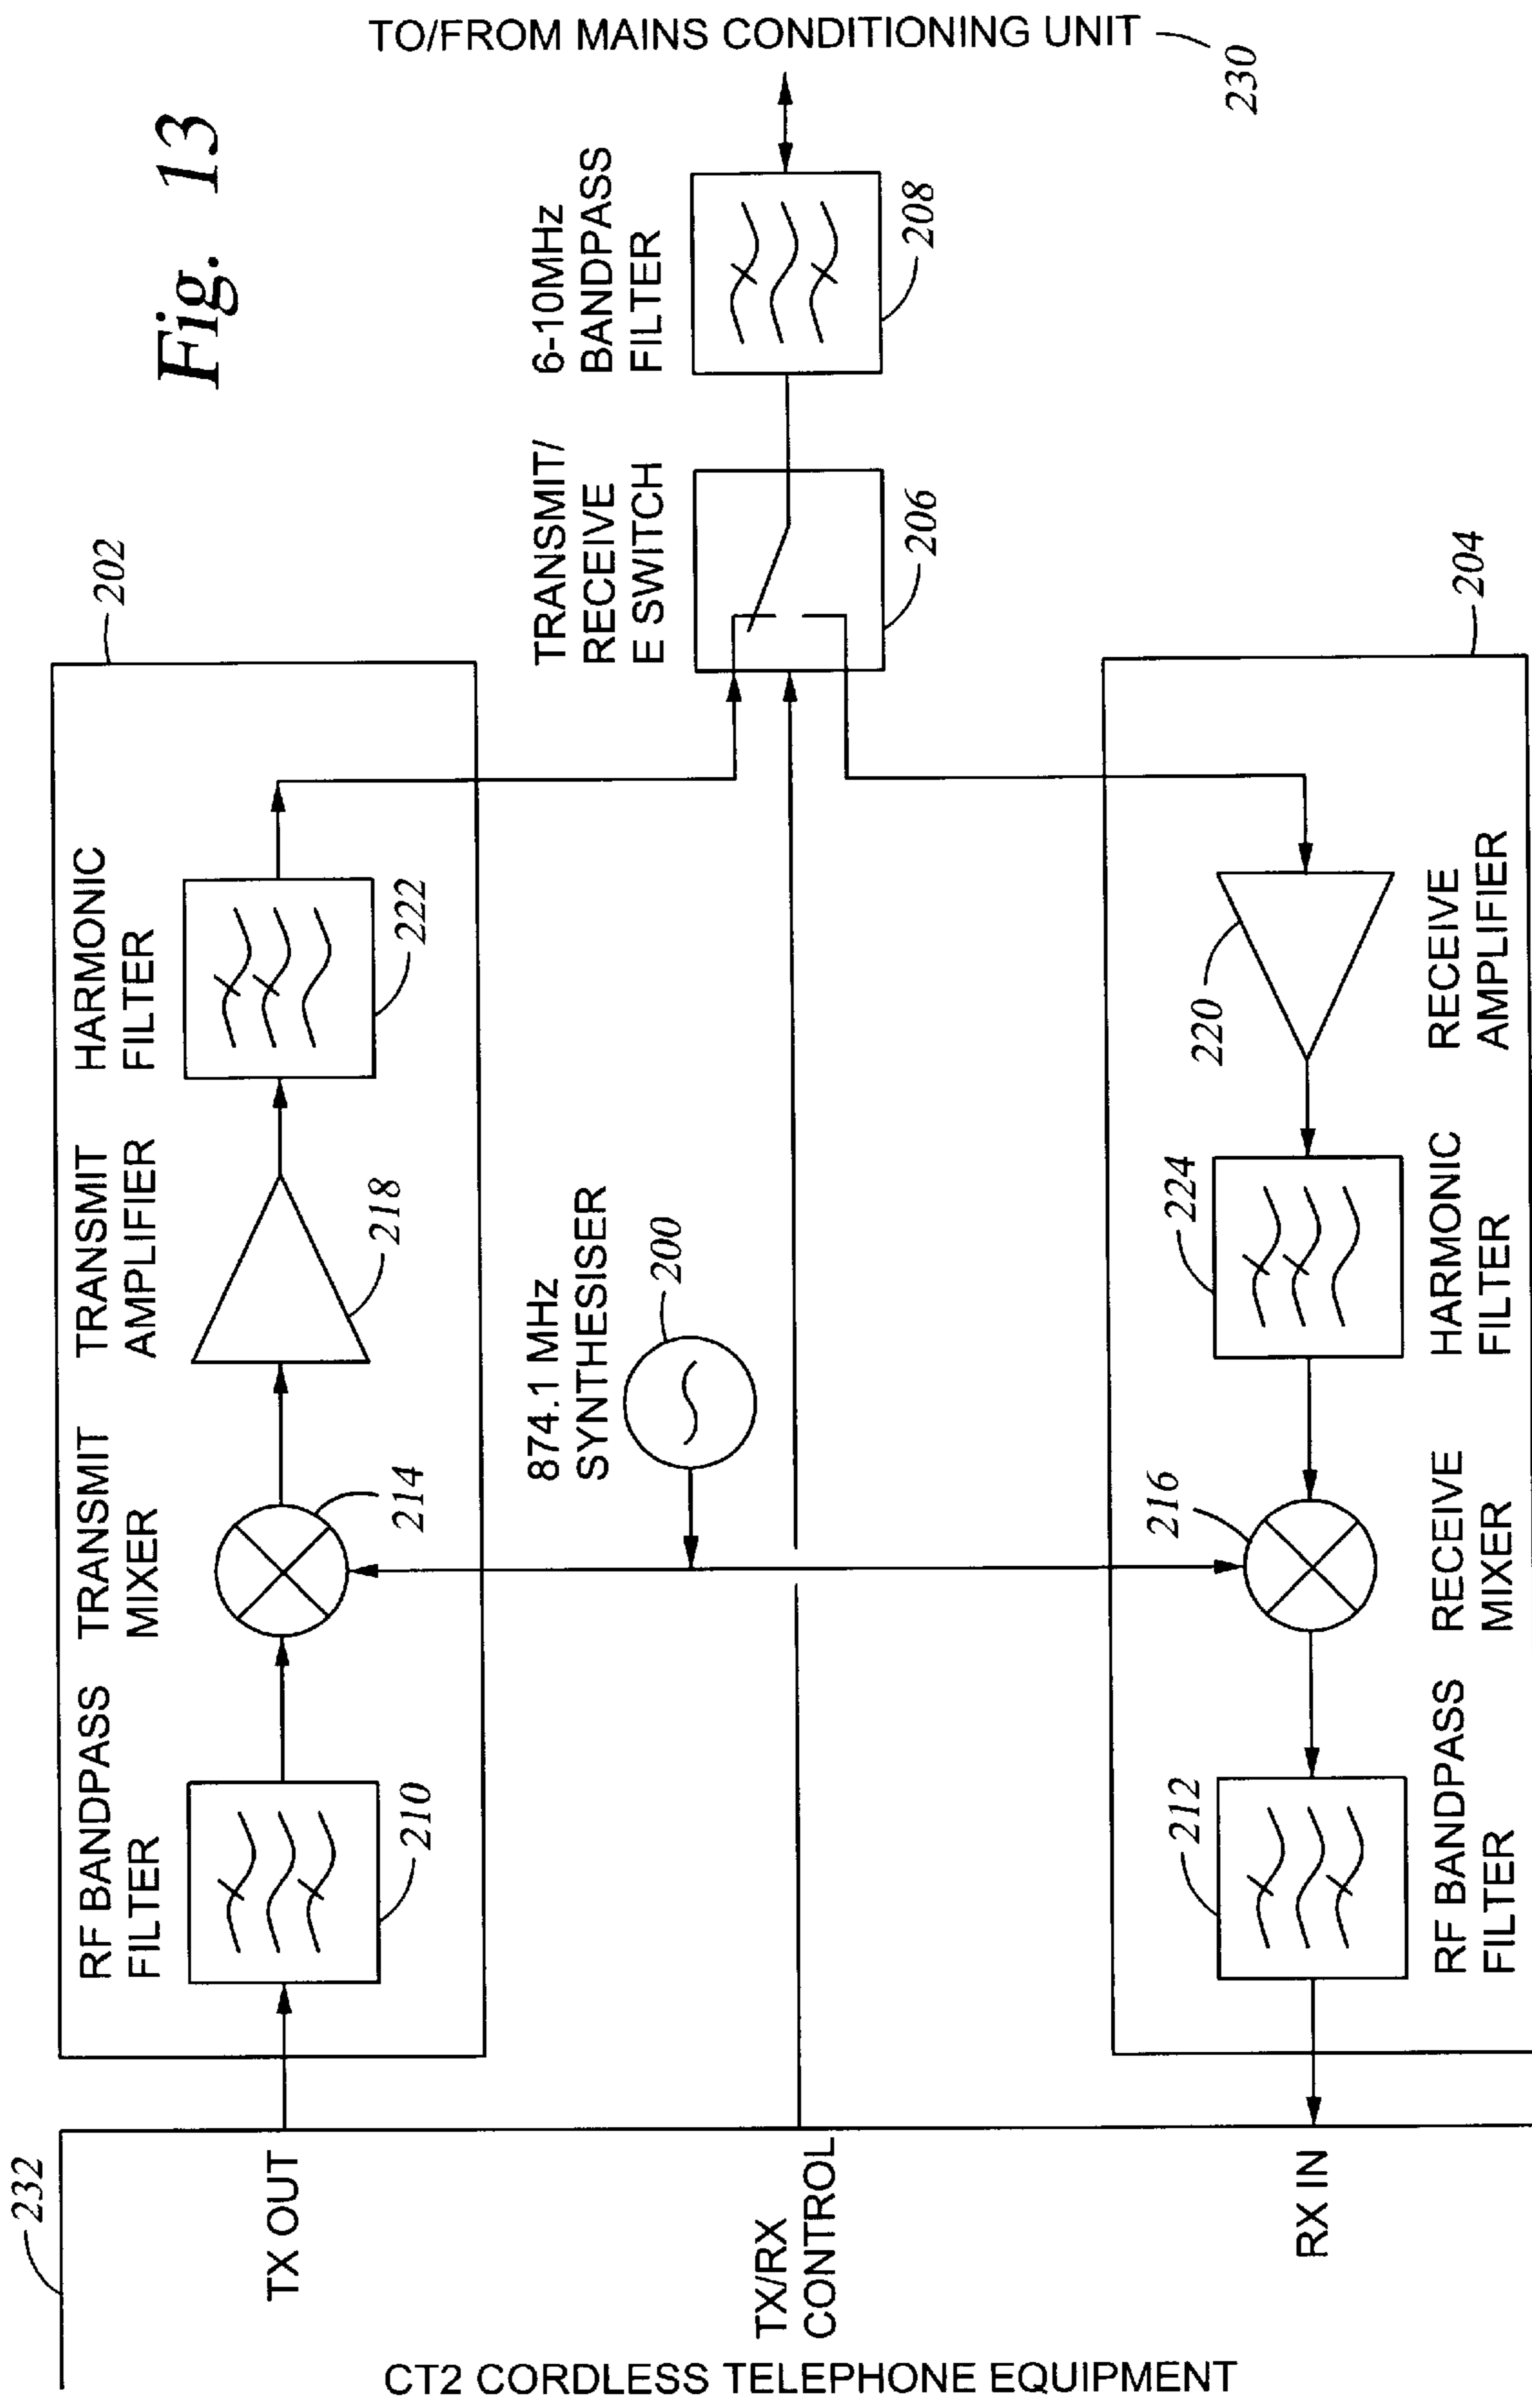 Fig. 13
202
RF BANDPASS
FILTER
TRANSMIT
MIXER
TRANSMIT
AMPLIFIER
HARMONIC
FILTER
210
214
218
222
232
TX OUT
874.1 MHz
SYNTHESISER
200
TRANSMIT/
RECEIVE
E SWITCH
206
6-10MHz
BANDPASS
FILTER
208
TO/FROM MAINS CONDITIONING UNIT
230
TX/RX
CONTROL
CT2 CORDLESS TELEPHONE EQUIPMENT
RX IN
212
216
224
220
204
RF BANDPASS
FILTER
RECEIVE
MIXER
HARMONIC
FILTER
RECEIVE
AMPLIFIER